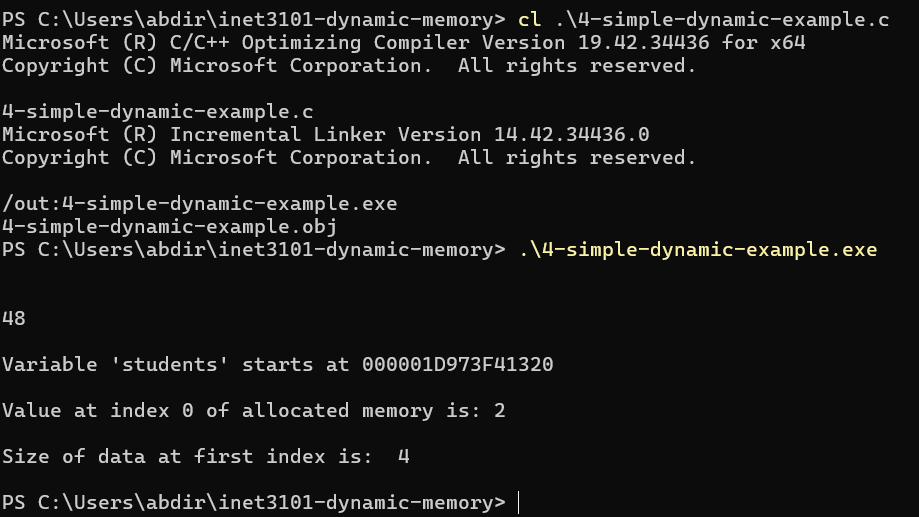 PS C:\Users\abdir\inet3101-dynamic-memory> cl .\4-simple-dynamic-example.c
Microsoft (R) C/C++ Optimizing Compiler Version 19.42.34436 for x64
Copyright (C) Microsoft Corporation.  All rights reserved.

4-simple-dynamic-example.c
Microsoft (R) Incremental Linker Version 14.42.34436.0
Copyright (C) Microsoft Corporation.  All rights reserved.

/out:4-simple-dynamic-example.exe
4-simple-dynamic-example.obj
PS C:\Users\abdir\inet3101-dynamic-memory> .\4-simple-dynamic-example.exe

48

Variable 'students' starts at 000001D973F41320

Value at index 0 of allocated memory is: 2

Size of data at first index is:  4

PS C:\Users\abdir\inet3101-dynamic-memory>